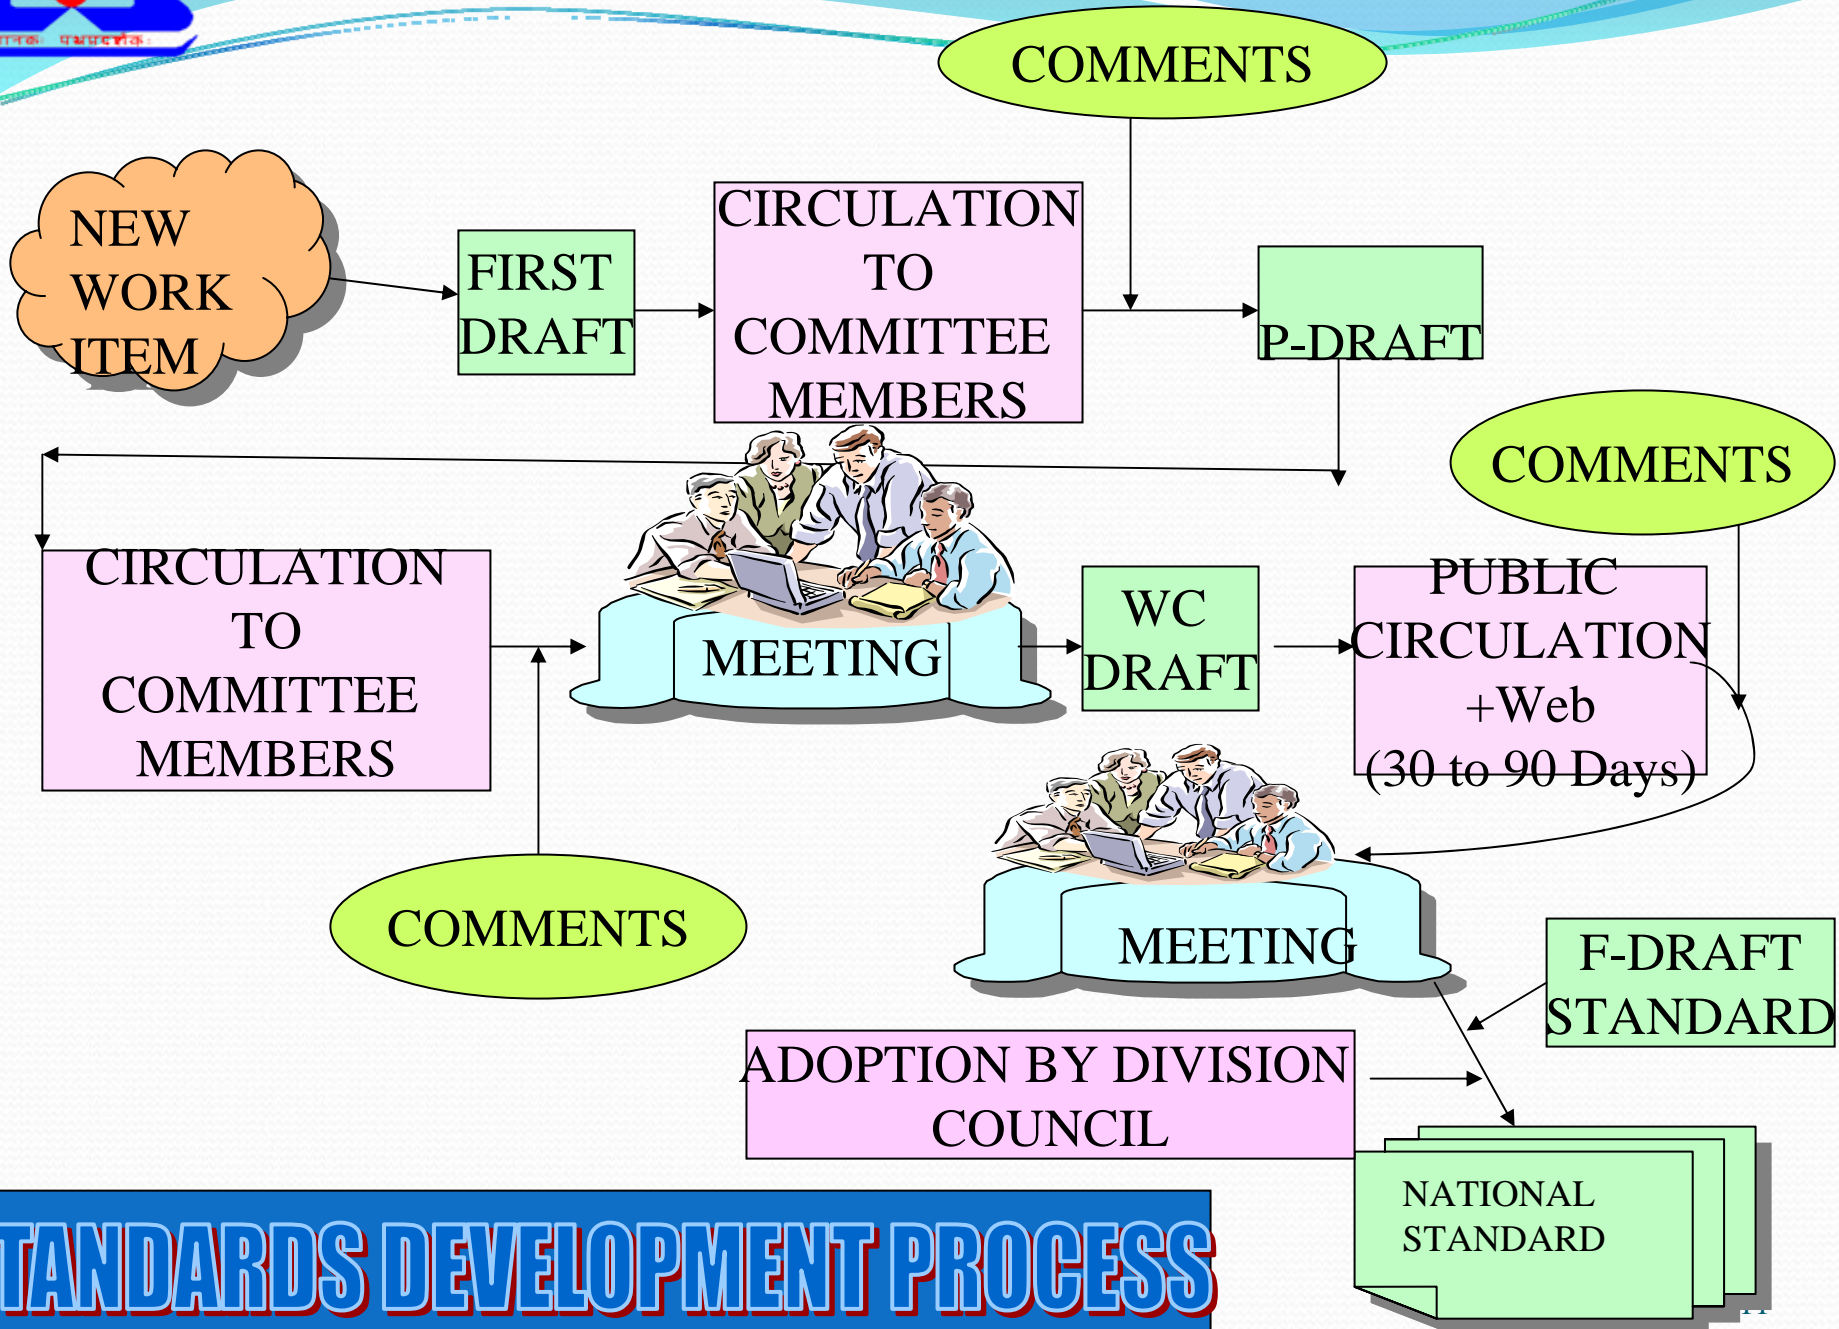 COMMENTS
NEW
WORK
ITEM
FIRST
DRAFT
CIRCULATION
TO
COMMITTEE
MEMBERS
P-DRAFT
COMMENTS
CIRCULATION
TO
COMMITTEE
MEMBERS
MEETING
WC
DRAFT
PUBLIC
CIRCULATION
+Web
(30 to 90 Days)
COMMENTS
MEETING
F-DRAFT
STANDARD
ADOPTION BY DIVISION
COUNCIL
NATIONAL
STANDARD
TANDARDS DEVELOPMENT PROCESS